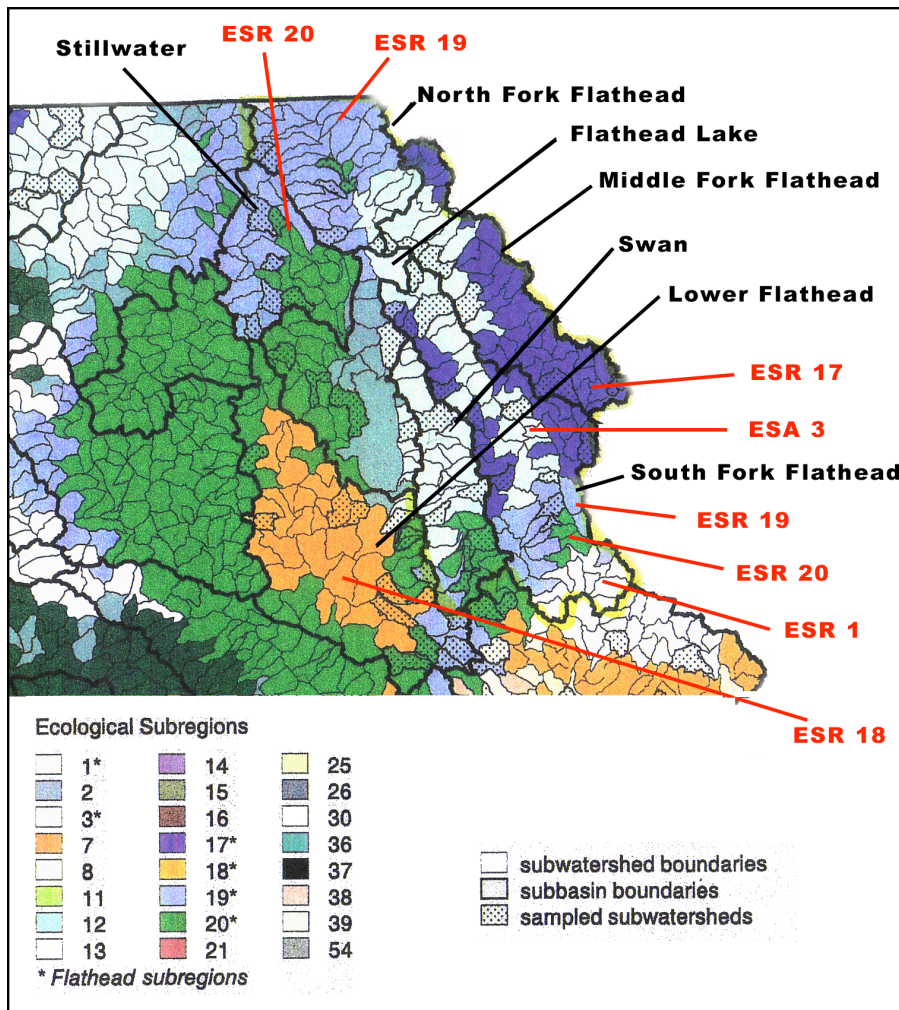 ESR 20
ESR 19
Stillwater
North Fork Flathead
Flathead Lake
Middle Fork Flathead
Swan
Lower Flathead
ESR 17
ESA 3
South Fork Flathead
ESR 19
ESR 20
ESR 1
ESR 18
Ecological Subregions
1* 14 25
2 15 26
3* 16 30
7 17* 36
8 18* 37
11 19* 38
12 20* 39
13 21 54
* Flathead subregions
subwatershed boundaries
subbasin boundaries
sampled subwatersheds